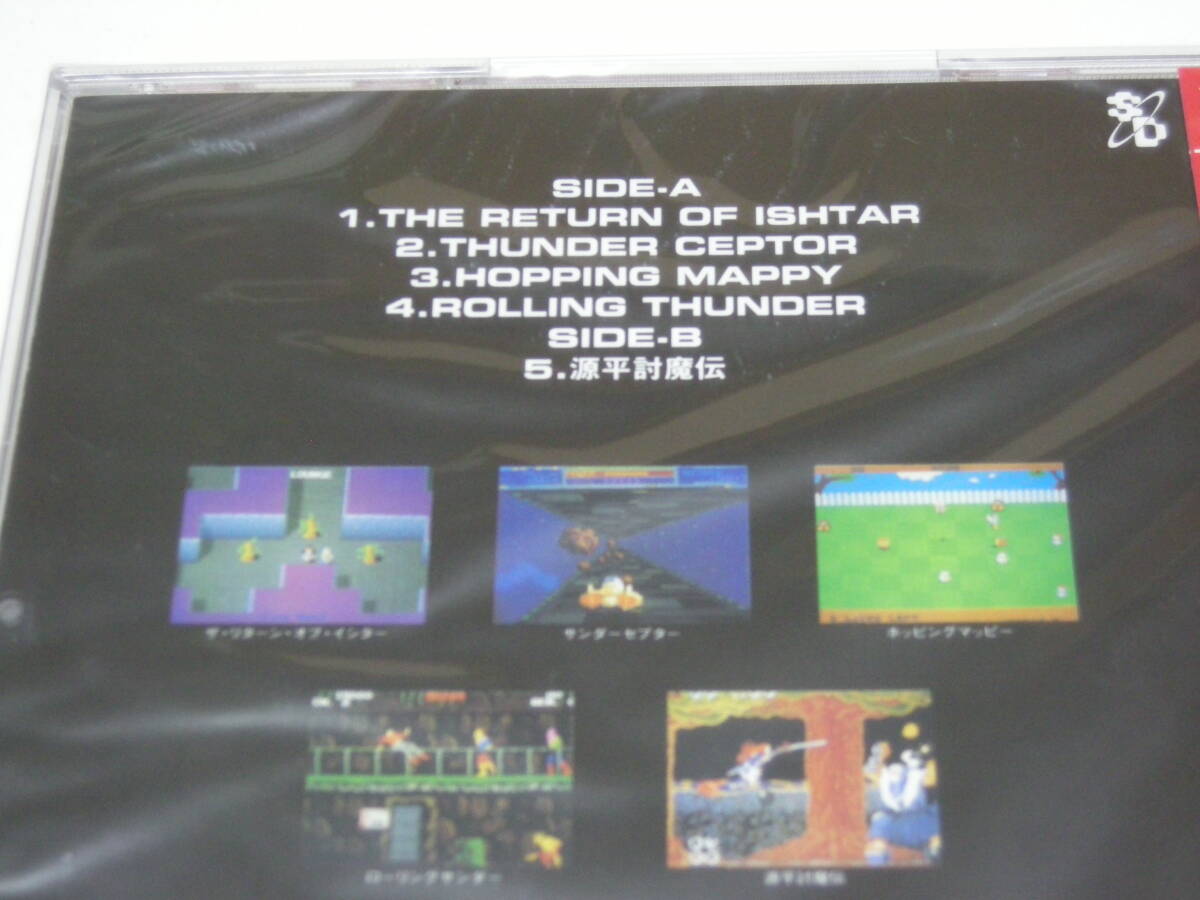 SD
SIDE-A
1.THE RETURN OF ISHTAR
2.THUNDER CEPTOR
3.HOPPING MAPPY
4.ROLLING THUNDER
SIDE-B
5.源平討魔伝
ザ・リターン・オブ・イシター
サンダーセプター
ホッピングマッピー
ローリングサンダー
源平討魔伝